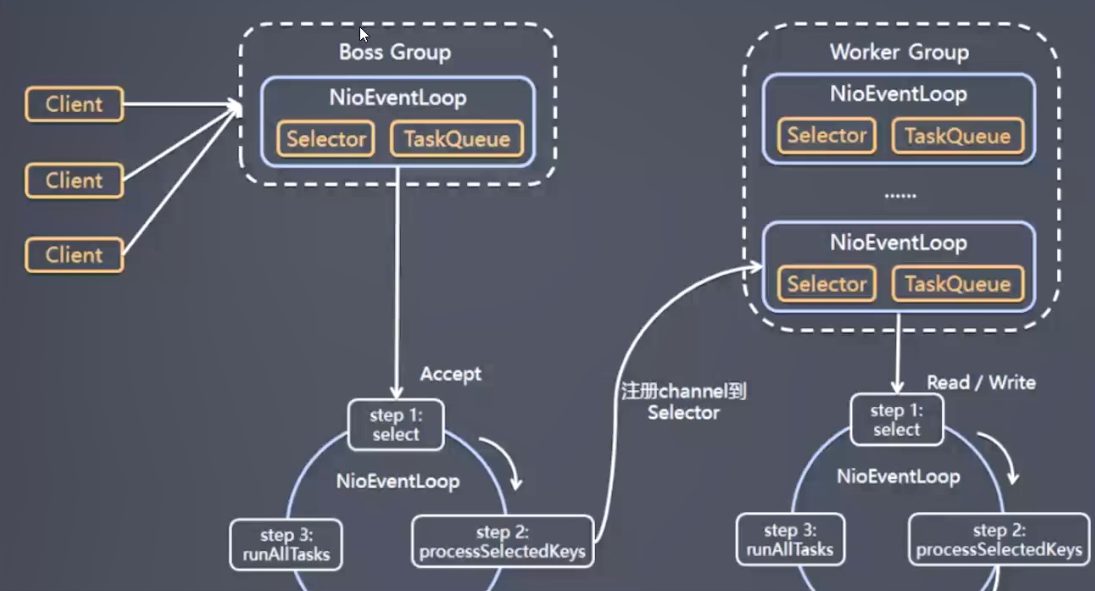 Boss Group
NioEventLoop
Selector
TaskQueue
Client
Client
Client
Worker Group
NioEventLoop
Selector
TaskQueue
......
NioEventLoop
Selector
TaskQueue
Accept
step 1:
select
NioEventLoop
step 3:
runAllTasks
step 2:
processSelectedKeys
注册channel到
Selector
Read / Write
step 1:
select
NioEventLoop
step 3:
runAllTasks
step 2:
processSelectedKeys